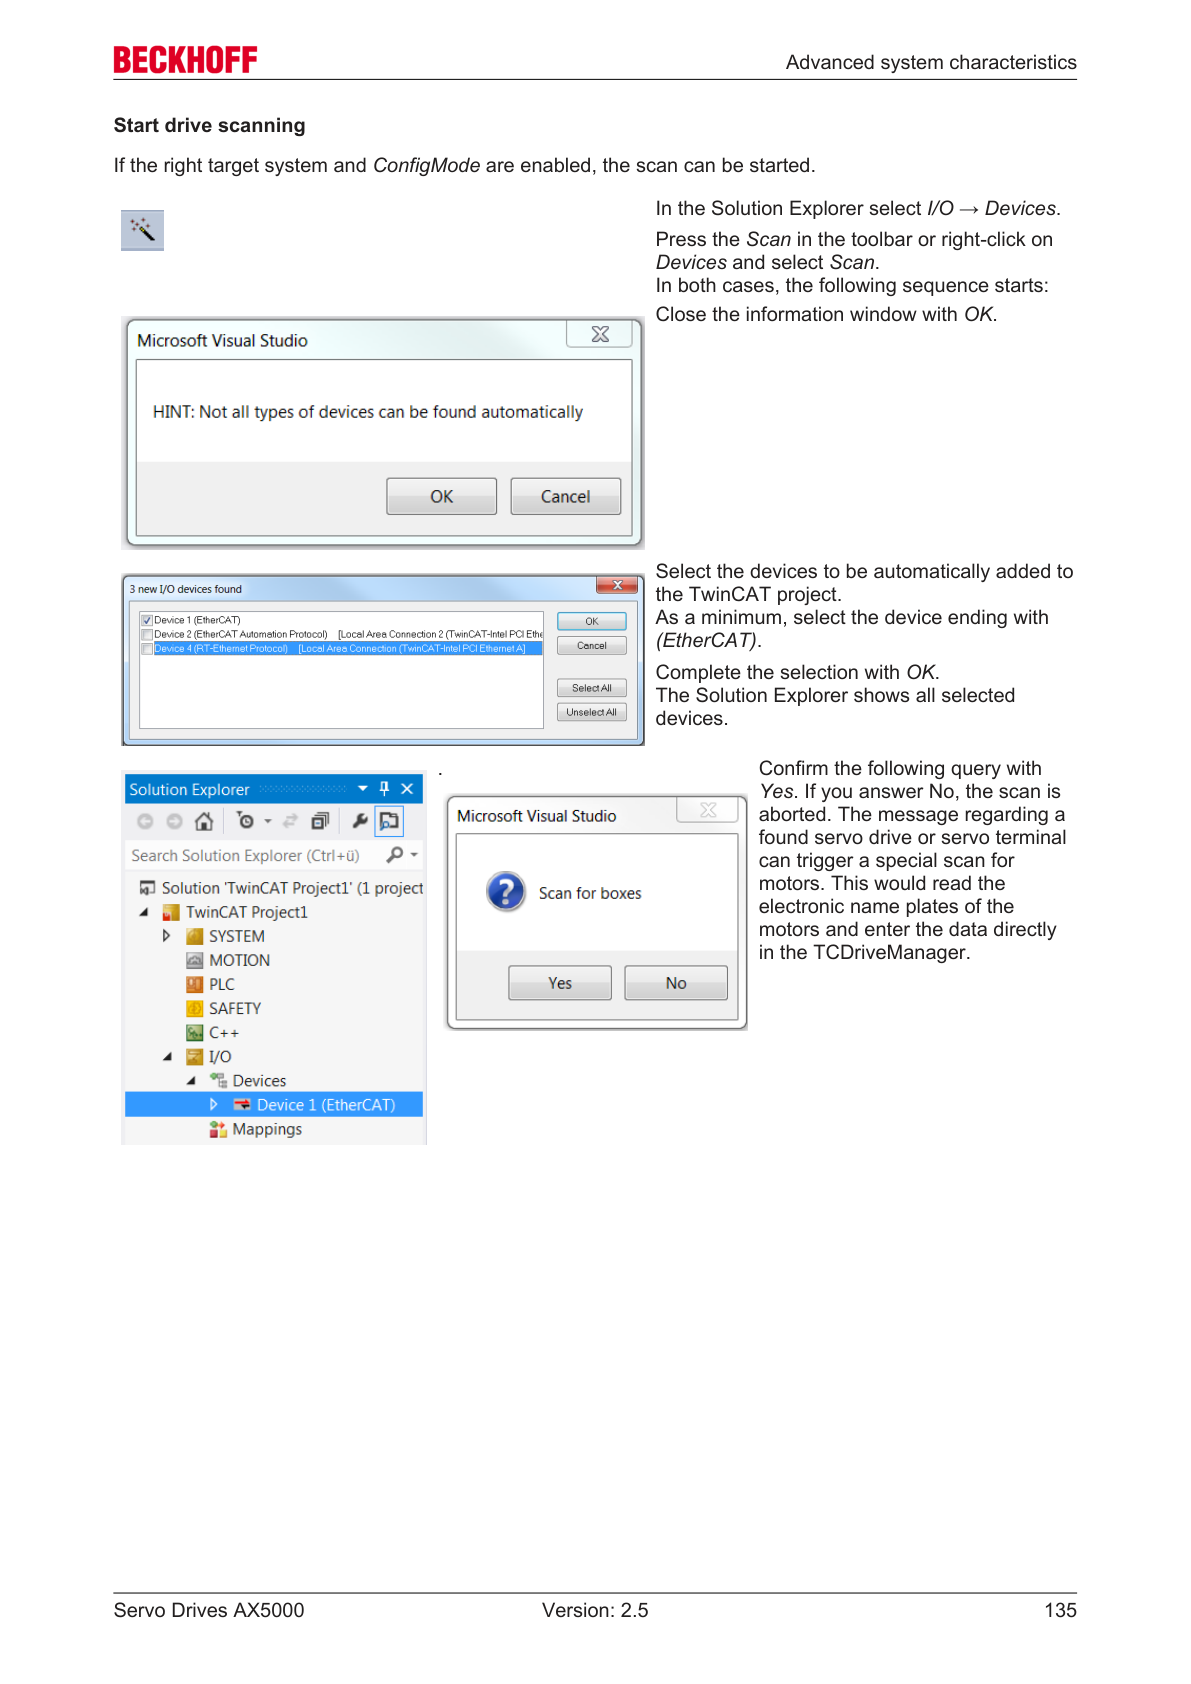 BECKHOFF
Advanced system characteristics
Start drive scanning
If the right target system and ConfigMode are enabled, the scan can be started.
In the Solution Explorer select I/O → Devices.
Press the Scan in the toolbar or right-click on
Devices and select Scan.
In both cases, the following sequence starts:
Close the information window with OK.
Microsoft Visual Studio
HINT: Not all types of devices can be found automatically
OK
Cancel
Select the devices to be automatically added to
the TwinCAT project.
As a minimum, select the device ending with
(EtherCAT).
Complete the selection with OK.
The Solution Explorer shows all selected
devices.
3 new I/O devices found
Device 1 (EtherCAT)
Device 2 (EtherCAT Automation Protocol) [Local Area Connection 2 (TwinCAT-Intel PCI Ethe
Device 4 (RT-Ethernet Protocol) [Local Area Connection (TwinCAT-Intel PCI Ethernet A]
OK
Cancel
Select All
Unselect All
.
Solution Explorer
Search Solution Explorer (Ctrl+ü)
Solution 'TwinCAT Project1' (1 project
TwinCAT Project1
SYSTEM
MOTION
PLC
SAFETY
C++
I/O
Devices
Device 1 (EtherCAT)
Mappings
Microsoft Visual Studio
Scan for boxes
Yes
No
Confirm the following query with
Yes. If you answer No, the scan is
aborted. The message regarding a
found servo drive or servo terminal
can trigger a special scan for
motors. This would read the
electronic name plates of the
motors and enter the data directly
in the TCDriveManager.
Servo Drives AX5000
Version: 2.5
135